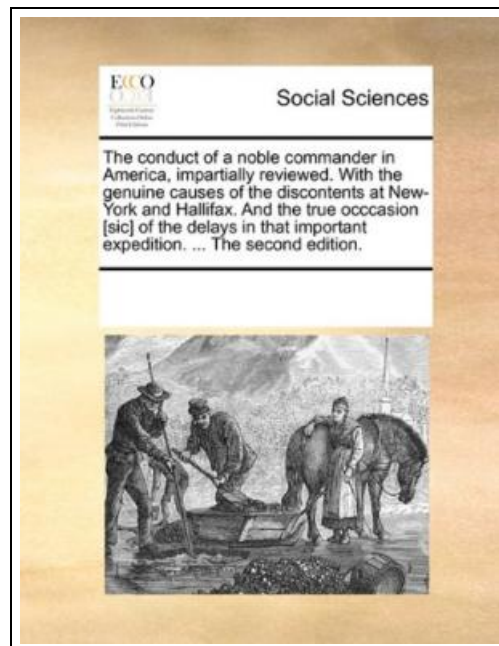 ECCO
Social Sciences
The conduct of a noble commander in
America, impartially reviewed. With the
genuine causes of the discontents at New-
York and Hallifax. And the true occcasion
[sic] of the delays in that important
expedition. ... The second edition.